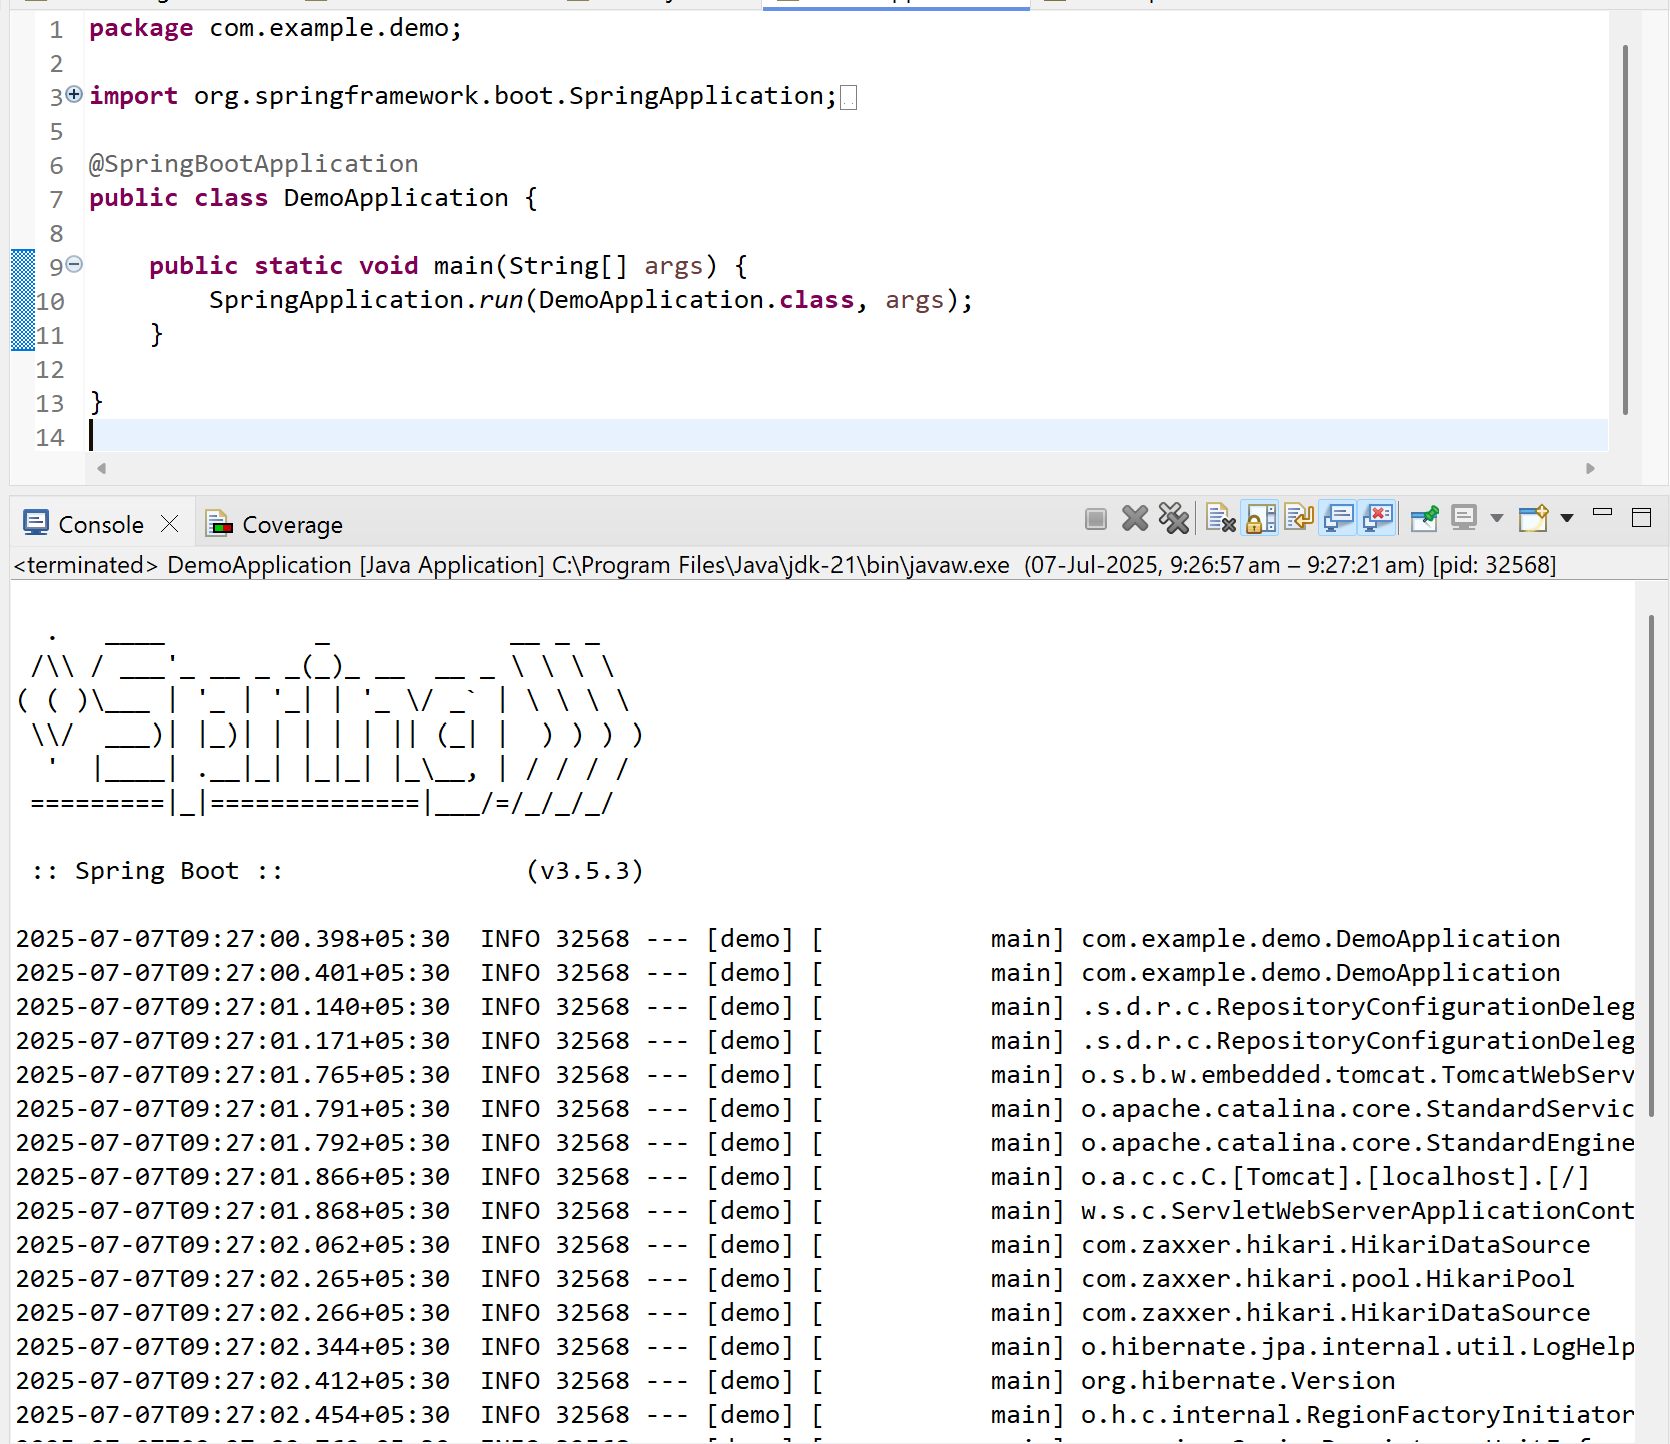 1 package com.example.demo;
2
3 import org.springframework.boot.SpringApplication;
5
6 @SpringBootApplication
7 public class DemoApplication {
8
9     public static void main(String[] args) {
10         SpringApplication.run(DemoApplication.class, args);
11     }
12
13 }
14
Console Coverage
<terminated> DemoApplication [Java Application] C:\Program Files\Java\jdk-21\bin\javaw.exe (07-Jul-2025, 9:26:57 am – 9:27:21 am) [pid: 32568]
  .   ____          _            __ _ _
 /\\ / ___'_ __ _ _(_)_ __  __ _ \ \ \ \
( ( )\___ | '_ | '_| | '_ \/ _` | \ \ \ \
 \\/  ___)| |_)| | | | | || (_| |  ) ) ) )
  '  |____| .__|_| |_|_| |_\__, | / / / /
 =========|_|==============|___/=/_/_/_/
 :: Spring Boot ::                (v3.5.3)
2025-07-07T09:27:00.398+05:30  INFO 32568 --- [demo] [           main] com.example.demo.DemoApplication
2025-07-07T09:27:00.401+05:30  INFO 32568 --- [demo] [           main] com.example.demo.DemoApplication
2025-07-07T09:27:01.140+05:30  INFO 32568 --- [demo] [           main] .s.d.r.c.RepositoryConfigurationDeleg
2025-07-07T09:27:01.171+05:30  INFO 32568 --- [demo] [           main] .s.d.r.c.RepositoryConfigurationDeleg
2025-07-07T09:27:01.765+05:30  INFO 32568 --- [demo] [           main] o.s.b.w.embedded.tomcat.TomcatWebServ
2025-07-07T09:27:01.791+05:30  INFO 32568 --- [demo] [           main] o.apache.catalina.core.StandardServic
2025-07-07T09:27:01.792+05:30  INFO 32568 --- [demo] [           main] o.apache.catalina.core.StandardEngine
2025-07-07T09:27:01.866+05:30  INFO 32568 --- [demo] [           main] o.a.c.c.C.[Tomcat].[localhost].[/]
2025-07-07T09:27:01.868+05:30  INFO 32568 --- [demo] [           main] w.s.c.ServletWebServerApplicationCont
2025-07-07T09:27:02.062+05:30  INFO 32568 --- [demo] [           main] com.zaxxer.hikari.HikariDataSource
2025-07-07T09:27:02.265+05:30  INFO 32568 --- [demo] [           main] com.zaxxer.hikari.pool.HikariPool
2025-07-07T09:27:02.266+05:30  INFO 32568 --- [demo] [           main] com.zaxxer.hikari.HikariDataSource
2025-07-07T09:27:02.344+05:30  INFO 32568 --- [demo] [           main] o.hibernate.jpa.internal.util.LogHelp
2025-07-07T09:27:02.412+05:30  INFO 32568 --- [demo] [           main] org.hibernate.Version
2025-07-07T09:27:02.454+05:30  INFO 32568 --- [demo] [           main] o.h.c.internal.RegionFactoryInitiator